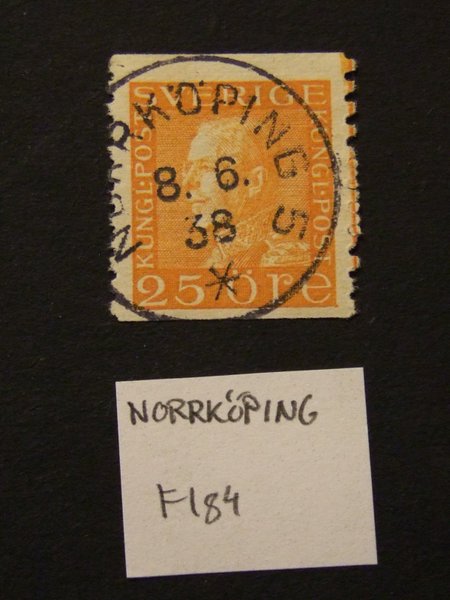 SVERIGE
KUNGL·POST
KUNGL·POST
25 öre
NORRKÖPING 5
8. 6.
38
*
NORRKÖPING
F184